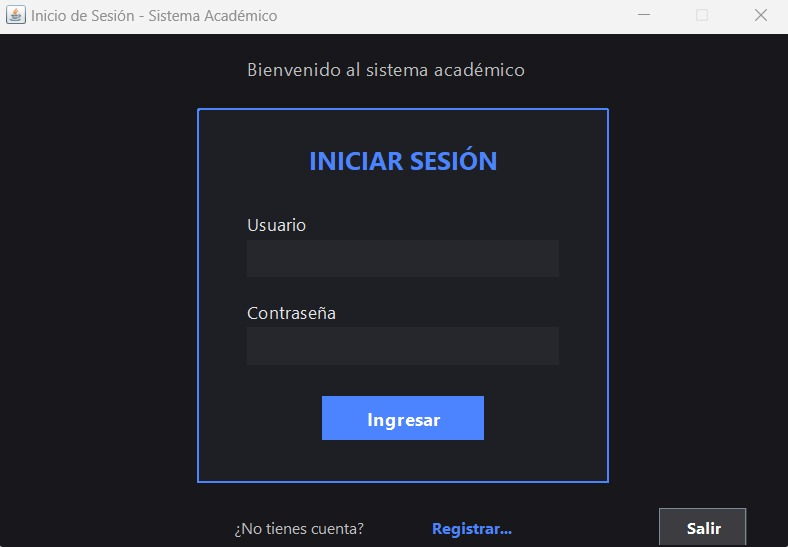 Inicio de Sesión - Sistema Académico
Bienvenido al sistema académico
INICIAR SESIÓN
Usuario
Contraseña
Ingresar
¿No tienes cuenta? Registrar...
Salir